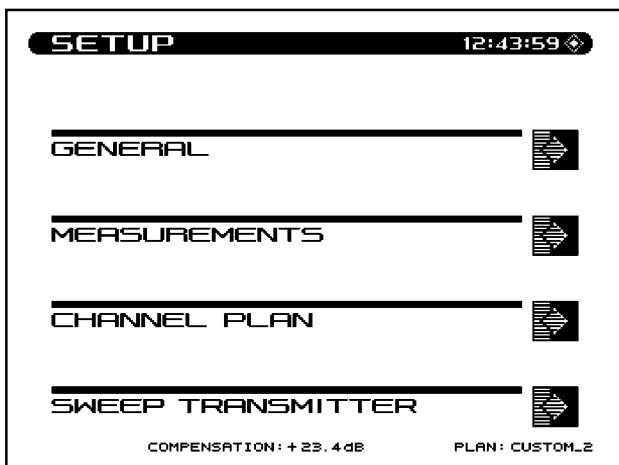 SETUP 12:43:59
GENERAL
MEASUREMENTS
CHANNEL PLAN
SWEEP TRANSMITTER
COMPENSATION:+23.4dB PLAN: CUSTOM_2